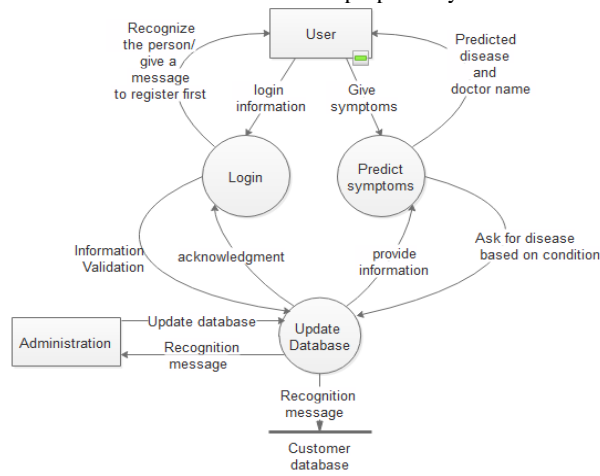 Recognize
the person/
give a
message
to register first
User
Predicted
disease
and
doctor name
login
information
Give
symptoms
Login
Predict
symptoms
Information
Validation
acknowledgment
provide
information
Ask for disease
based on condition
Administration
Update database
Recognition
message
Update
Database
Recognition
message
Customer
database